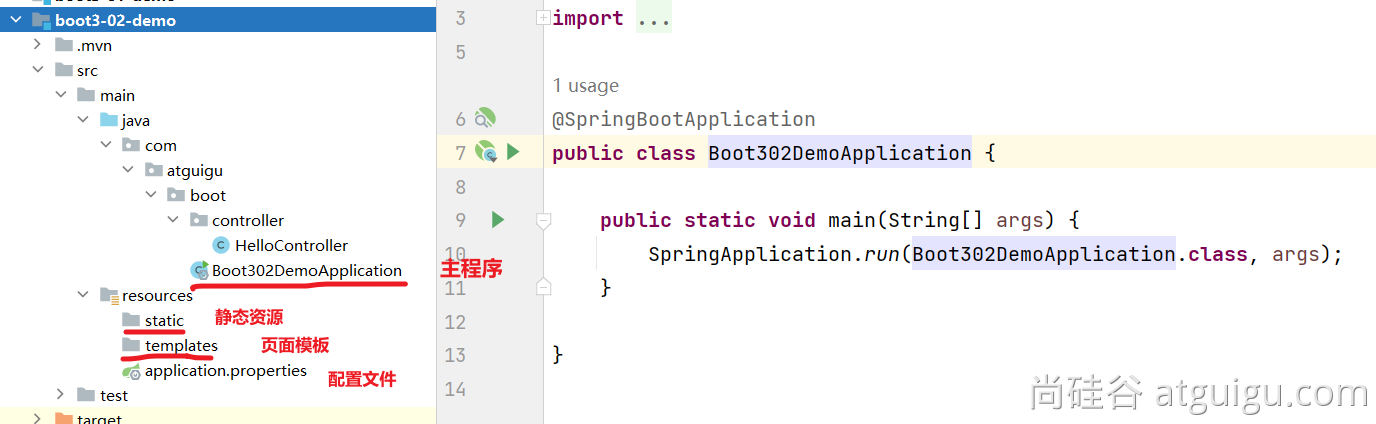 boot3-02-demo
.mvn
src
main
java
com
atguigu
boot
controller
HelloController
Boot302DemoApplication 主程序
resources
static 静态资源
templates 页面模板
application.properties 配置文件
test
target
3 import ...
5
1 usage
6 @SpringBootApplication
7 public class Boot302DemoApplication {
8
9 public static void main(String[] args) {
10 SpringApplication.run(Boot302DemoApplication.class, args);
11 }
12
13 }
14
尚硅谷 atguigu.com